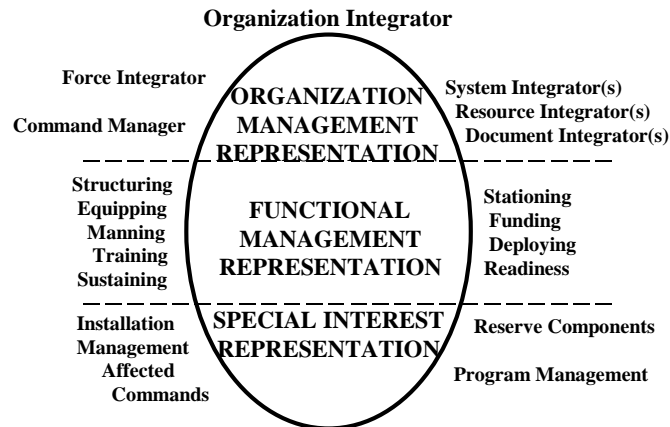 Organization Integrator
Force Integrator
Command Manager
ORGANIZATION
MANAGEMENT
REPRESENTATION
System Integrator(s)
Resource Integrator(s)
Document Integrator(s)
Structuring
Equipping
Manning
Training
Sustaining
FUNCTIONAL
MANAGEMENT
REPRESENTATION
Stationing
Funding
Deploying
Readiness
Installation
Management
Affected
Commands
SPECIAL INTEREST
REPRESENTATION
Reserve Components
Program Management